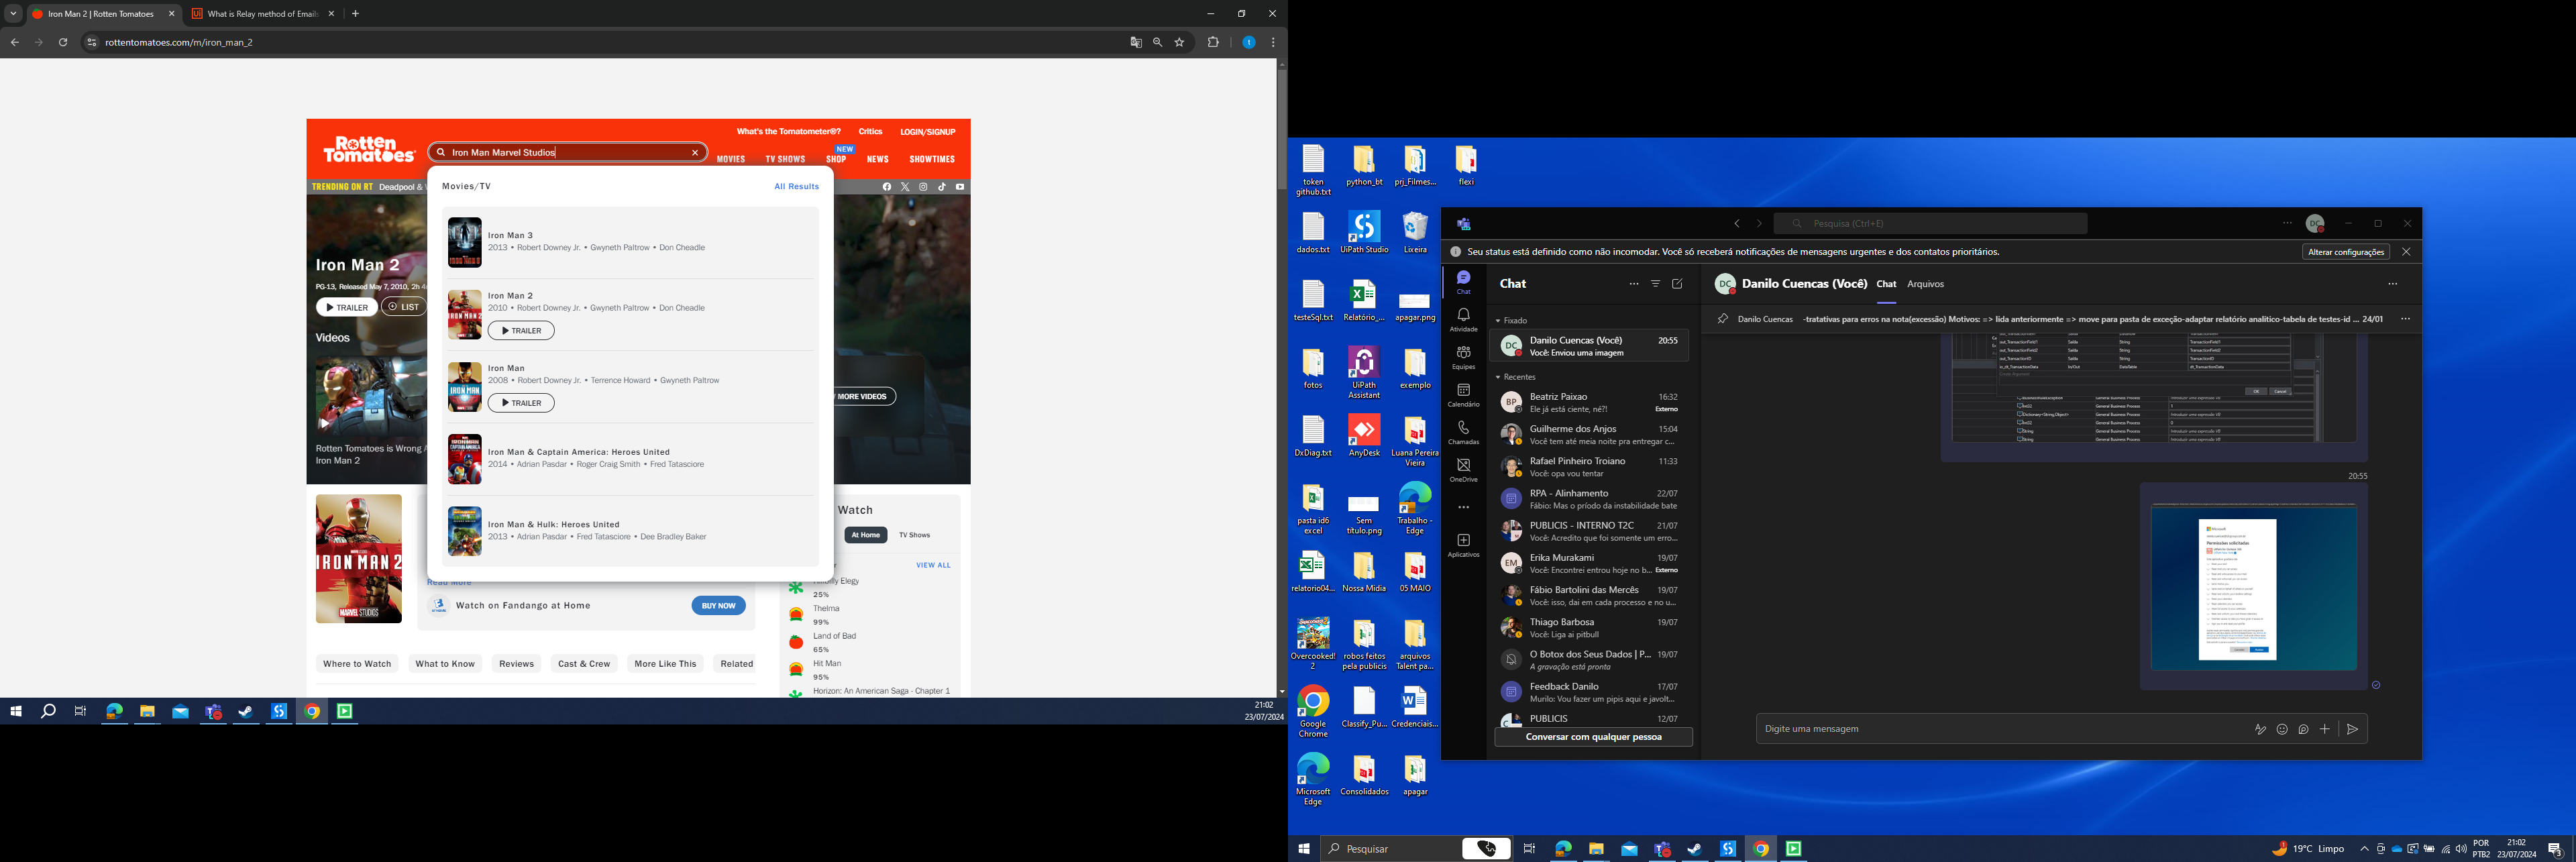 Iron Man 2 | Rotten Tomatoes
What is Relay method of Emails
rottentomatoes.com/m/iron_man_2
What's the Tomatometer®?
Critics
LOGIN/SIGNUP
Rotten
Tomatoes
Iron Man Marvel Studios
MOVIES
TV SHOWS
NEW
SHOP
NEWS
SHOWTIMES
TRENDING ON RT
Deadpool &
Movies/TV
All Results
Iron Man 3
2013 • Robert Downey Jr. • Gwyneth Paltrow • Don Cheadle
Iron Man 2
2010 • Robert Downey Jr. • Gwyneth Paltrow • Don Cheadle
TRAILER
Iron Man
2008 • Robert Downey Jr. • Terrence Howard • Gwyneth Paltrow
TRAILER
Iron Man & Captain America: Heroes United
2014 • Adrian Pasdar • Roger Craig Smith • Fred Tatasciore
Iron Man & Hulk: Heroes United
2013 • Adrian Pasdar • Fred Tatasciore • Dee Bradley Baker
Iron Man 2
PG-13, Released May 7, 2010, 2h
TRAILER
LIST
Videos
MORE VIDEOS
Rotten Tomatoes is Wrong
Iron Man 2
IRON MAN 2
MARVEL STUDIOS
Read More
Watch on Fandango at Home
BUY NOW
Watch
At Home
TV Shows
VIEW ALL
Hillbilly Elegy
25%
Thelma
99%
Land of Bad
65%
Hit Man
95%
Horizon: An American Saga - Chapter 1
Where to Watch
What to Know
Reviews
Cast & Crew
More Like This
Related
21:02
23/07/2024
token
github.txt
python_bt
prj_Filmes...
flexi
dados.txt
UiPath Studio
Lixeira
testeSql.txt
Relatório_...
apagar.png
fotos
UiPath
Assistant
exemplo
DxDiag.txt
AnyDesk
Luana Pereira
Vieira
pasta id6
excel
Sem
título.png
Trabalho -
Edge
relatorio04...
Nossa Midia
05 MAIO
Overcooked!
2
robos feitos
pela publicis
arquivos
Talent pa...
Google
Chrome
Classify_Pu...
Credenciais...
Microsoft
Edge
Consolidados
apagar
Pesquisa (Ctrl+E)
DC
Seu status está definido como não incomodar. Você só receberá notificações de mensagens urgentes e dos contatos prioritários.
Alterar configurações
Chat
Atividade
Equipes
Calendário
Chamadas
OneDrive
Aplicativos
Chat
Fixado
DC
Danilo Cuencas (Você)
20:55
Você: Enviou uma imagem
Recentes
BP
Beatriz Paixao
16:32
Ele já está ciente, né?!
Externo
Guilherme dos Anjos
15:04
Você tem até meia noite pra entregar c...
Rafael Pinheiro Troiano
11:33
Você: opa vou tentar
RPA - Alinhamento
22/07
Fábio: Mas o príodo da instabilidade bate
PUBLICIS - INTERNO T2C
21/07
Você: Acredito que foi somente um erro...
EM
Erika Murakami
19/07
Você: Encontrei entrou hoje no b...
Externo
Fábio Bartolini das Mercês
19/07
Você: isso, dai em cada processo e no u...
Thiago Barbosa
19/07
Você: Liga ai pitbull
O Botox dos Seus Dados | P...
19/07
A gravação está pronta
Feedback Danilo
17/07
Murilo: Vou fazer um pipis aqui e javolt...
PUBLICIS
12/07
Conversar com qualquer pessoa
DC
Danilo Cuencas (Você)
Chat
Arquivos
Danilo Cuencas
-tratativas para erros na nota(excessão) Motivos: => lida anteriormente => move para pasta de exceção-adaptar relatório analitico-tabela de testes-id ... 24/01
20:55
Digite uma mensagem
Pesquisar
19°C Limpo
POR
PTB2
21:02
23/07/2024